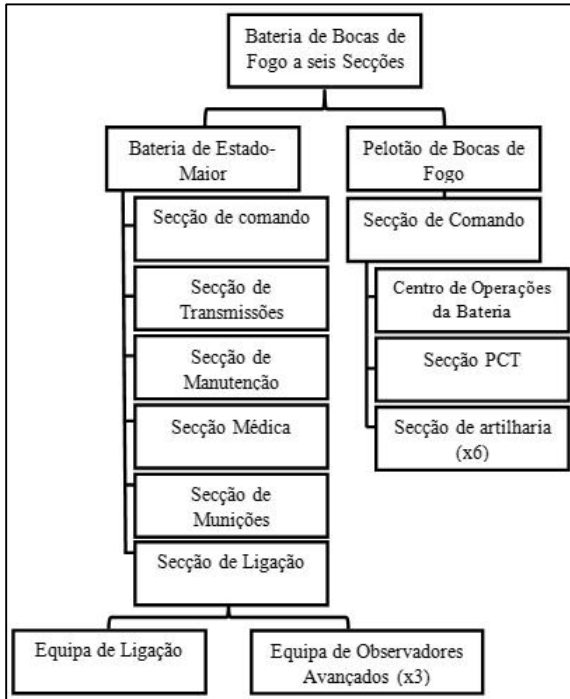 Bateria de Bocas de
Fogo a seis Secções
Bateria de Estado-
Maior
Pelotão de Bocas de
Fogo
Secção de comando
Secção de
Transmissões
Secção de
Manutenção
Secção Médica
Secção de
Munições
Secção de Ligação
Secção de Comando
Centro de Operações
da Bateria
Secção PCT
Secção de artilharia
(x6)
Equipa de Ligação
Equipa de Observadores
Avançados (x3)